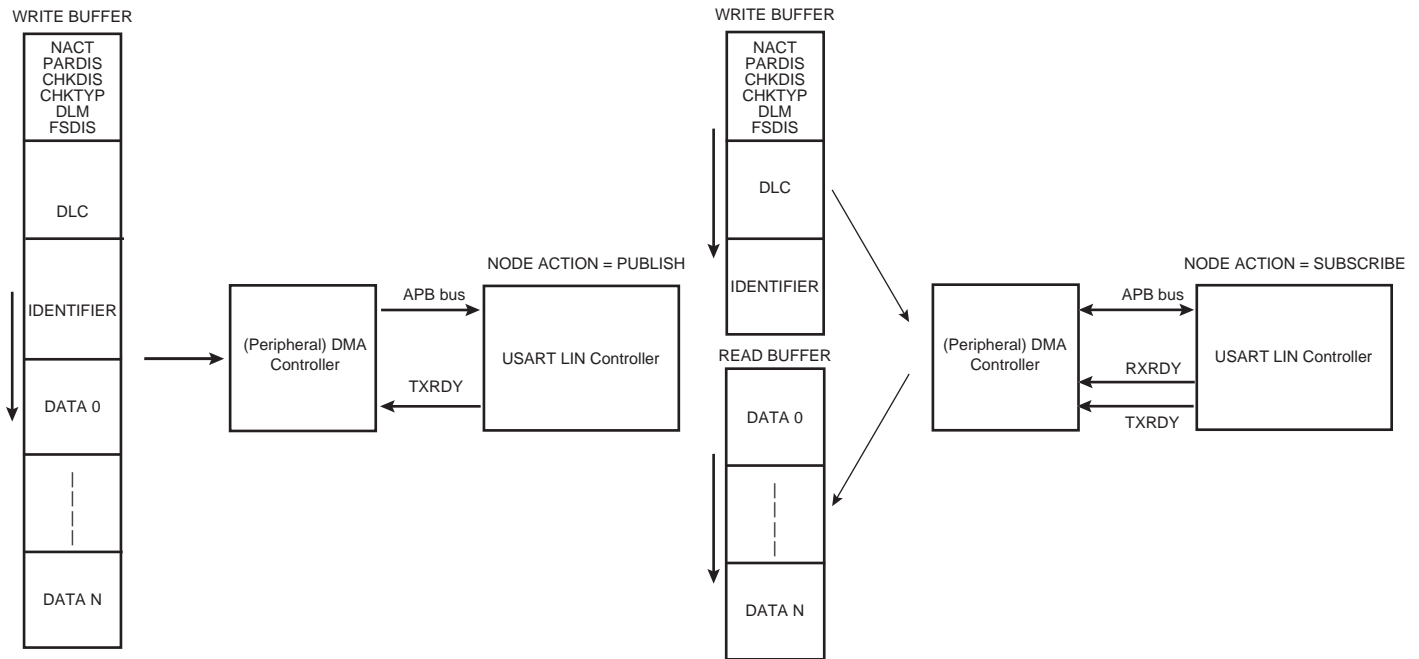 WRITE BUFFER
NACT
PARDIS
CHKDIS
CHKTYP
DLM
FSDIS
DLC
IDENTIFIER
DATA 0
DATA N
(Peripheral) DMA
Controller
APB bus
TXRDY
NODE ACTION = PUBLISH
USART LIN Controller
WRITE BUFFER
NACT
PARDIS
CHKDIS
CHKTYP
DLM
FSDIS
DLC
IDENTIFIER
READ BUFFER
DATA 0
DATA N
(Peripheral) DMA
Controller
APB bus
RXRDY
TXRDY
NODE ACTION = SUBSCRIBE
USART LIN Controller